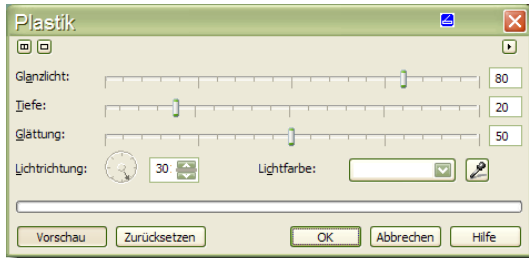 Plastik
Glanzlicht: 80
Tiefe: 20
Glättung: 50
Lichtrichtung: 30 Lichtfarbe:
Vorschau Zurücksetzen OK Abbrechen Hilfe